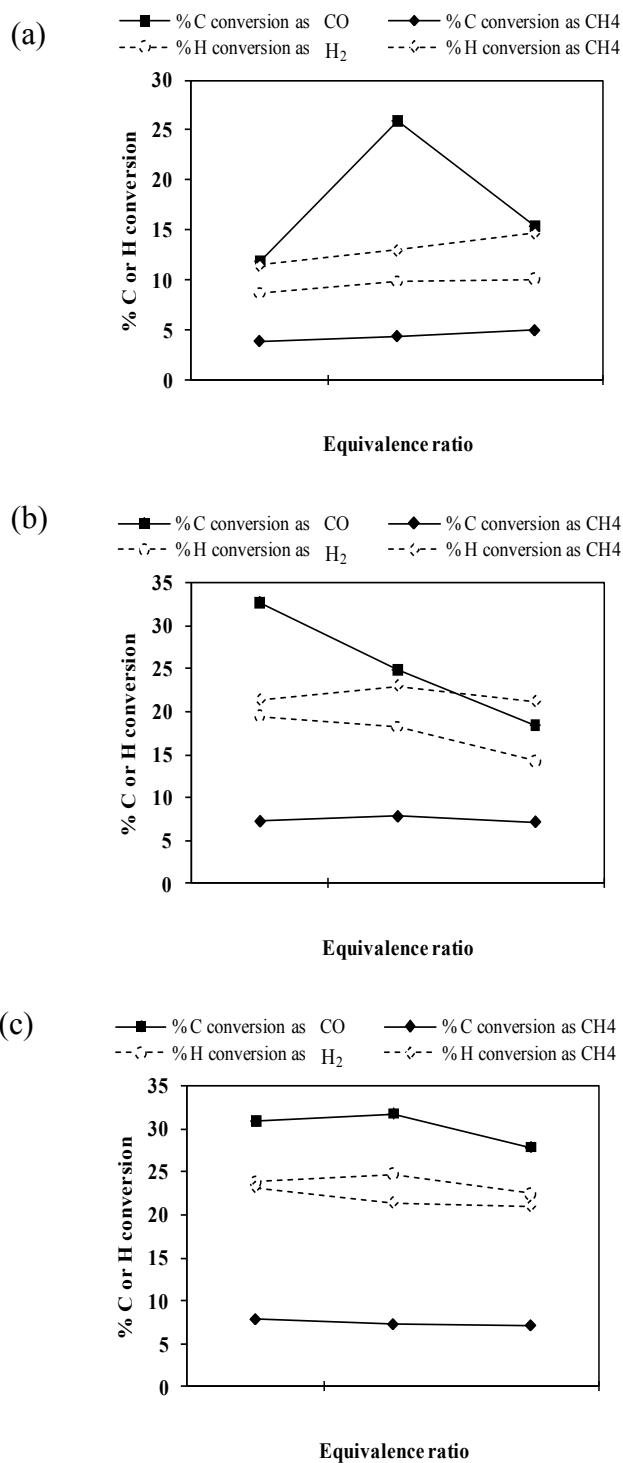 (a)
% C conversion as CO % C conversion as CH4
% H conversion as H₂ % H conversion as CH4
30
25
20
15
10
5
0
% C or H conversion
Equivalence ratio
(b)
% C conversion as CO % C conversion as CH4
% H conversion as H₂ % H conversion as CH4
35
30
25
20
15
10
5
0
% C or H conversion
Equivalence ratio
(c)
% C conversion as CO % C conversion as CH4
% H conversion as H₂ % H conversion as CH4
35
30
25
20
15
10
5
0
% C or H conversion
Equivalence ratio